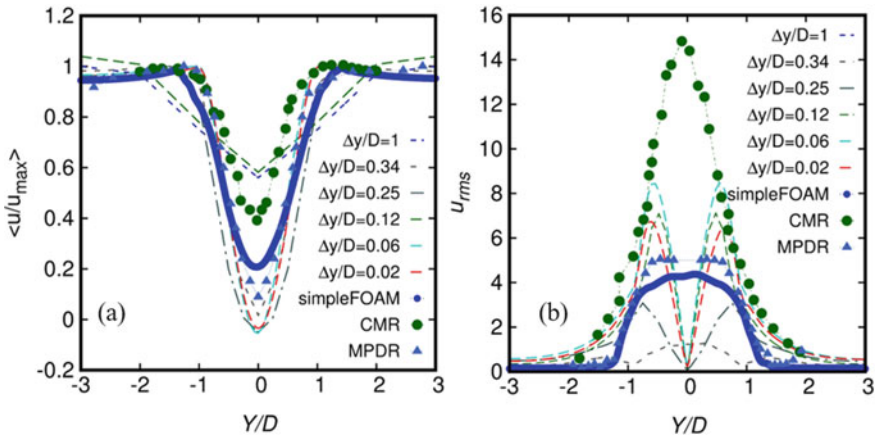 1.2
1
0.8
0.6
0.4
0.2
0
-0.2
-3
-2
-1
0
1
2
3
<u/u_max>
Y/D
(a)
Δy/D=1
Δy/D=0.34
Δy/D=0.25
Δy/D=0.12
Δy/D=0.06
Δy/D=0.02
simpleFOAM
CMR
MPDR
16
14
12
10
8
6
4
2
0
-3
-2
-1
0
1
2
3
u_rms
Y/D
(b)
Δy/D=1
Δy/D=0.34
Δy/D=0.25
Δy/D=0.12
Δy/D=0.06
Δy/D=0.02
simpleFOAM
CMR
MPDR